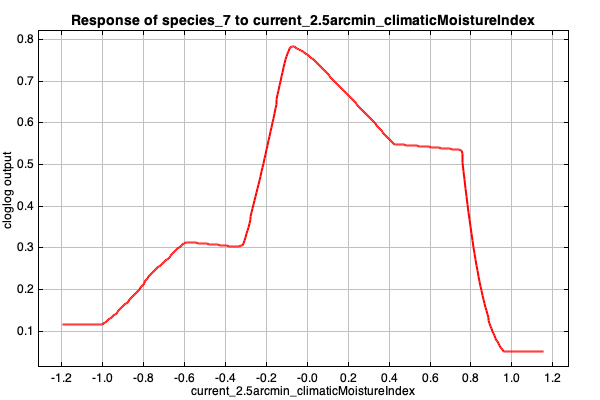 Response of species_7 to current_2.5arcmin_climaticMoistureIndex
0.8
0.7
0.6
0.5
0.4
0.3
0.2
0.1
cloglog output
-1.2 -1.0 -0.8 -0.6 -0.4 -0.2 0.0 0.2 0.4 0.6 0.8 1.0 1.2
current_2.5arcmin_climaticMoistureIndex